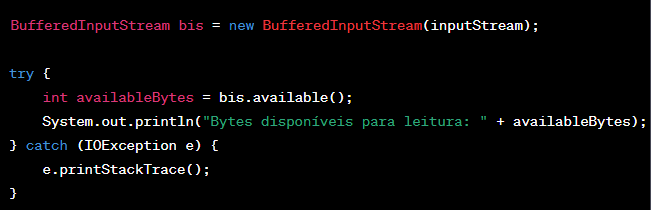 BufferedInputStream bis = new BufferedInputStream(inputStream);
try {
    int availableBytes = bis.available();
    System.out.println("Bytes disponíveis para leitura: " + availableBytes);
} catch (IOException e) {
    e.printStackTrace();
}